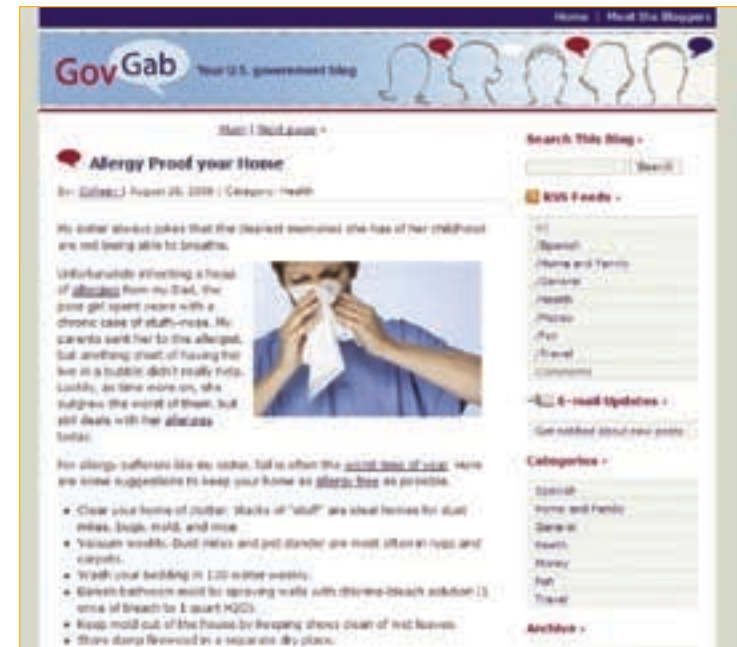 Home | Meet the Bloggers
GovGab Your U.S. government blog
Main | Next page »
Allergy Proof your Home
By: Colleen | August 28, 2008 | Category: Health
My sister always jokes that the clearest memories she has of her childhood
are not being able to breathe.
Unfortunately inheriting a heap
of allergies from my Dad, the
poor girl spent years with a
chronic case of stuffy-nose. My
parents sent her to the allergist,
but anything short of having her
live in a bubble didn't really help.
Luckily, as time wore on, she
outgrew the worst of them, but
still deals with her allergies
today.
For allergy sufferers like my sister, fall is often the worst time of year. Here
are some suggestions to keep your home as allergy free as possible.
• Clear your home of clutter. Stacks of "stuff" are ideal homes for dust
mites, bugs, mold, and mice.
• Vacuum weekly. Dust mites and pet dander are most often in rugs and
carpets.
• Wash your bedding in 130 water weekly.
• Banish bathroom mold by spraying walls with chlorine-bleach solution (1
once of bleach to 1 quart H2O).
• Keep mold out of the house by keeping shoes clean of wet leaves.
• Store damp firewood in a separate dry place.
Search This Blog »
Search
RSS Feeds »
/Spanish
/Home and Family
/General
/Health
/Money
/Fun
/Travel
Comments
E-mail Updates »
Get notified about new posts
Categories »
Spanish
Home and Family
General
Health
Money
Travel
Archive »